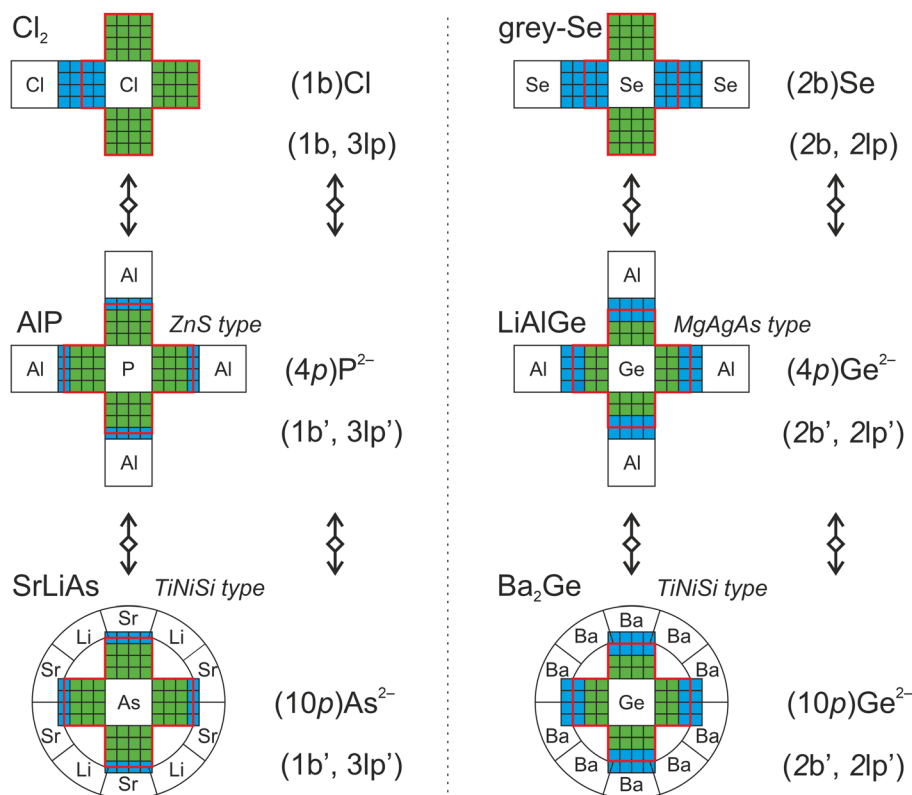 Cl₂
Cl Cl
(1b)Cl
(1b, 3lp)
grey-Se
Se Se Se
(2b)Se
(2b, 2lp)
AlP
ZnS type
Al
Al P Al
Al
(4p)P²⁻
(1b', 3lp')
LiAlGe
MgAgAs type
Al
Al Ge Al
Al
(4p)Ge²⁻
(2b', 2lp')
SrLiAs
TiNiSi type
Sr
Li Li
Sr Sr
As
Sr Sr
Li Li
Sr
(10p)As²⁻
(1b', 3lp')
Ba₂Ge
TiNiSi type
Ba
Ba Ba
Ba Ba
Ge
Ba Ba
Ba Ba
Ba
(10p)Ge²⁻
(2b', 2lp')